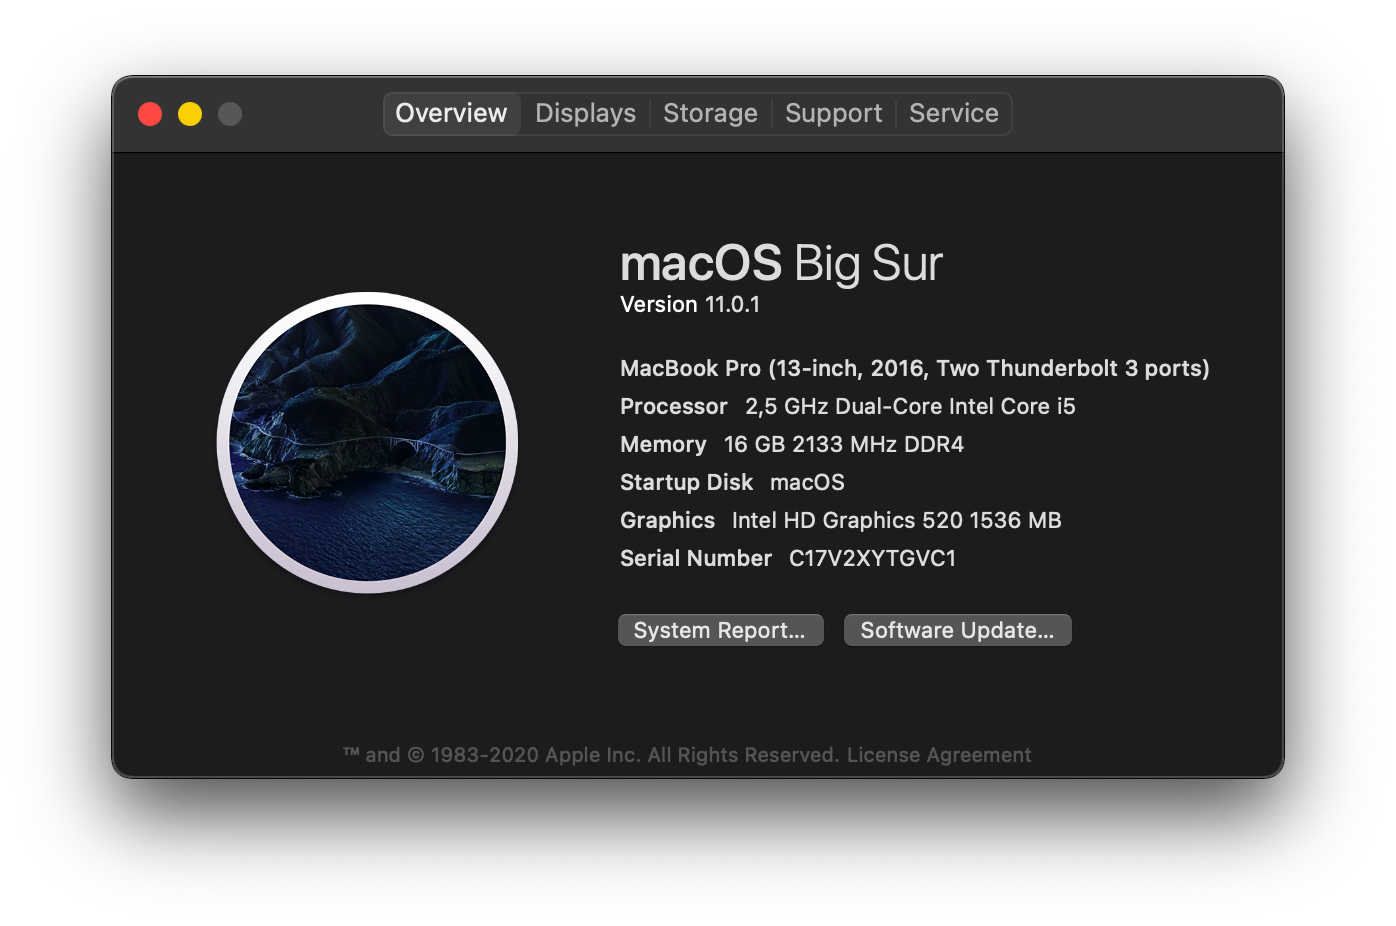 Overview Displays Storage Support Service
macOS Big Sur
Version 11.0.1
MacBook Pro (13-inch, 2016, Two Thunderbolt 3 ports)
Processor 2,5 GHz Dual-Core Intel Core i5
Memory 16 GB 2133 MHz DDR4
Startup Disk macOS
Graphics Intel HD Graphics 520 1536 MB
Serial Number C17V2XYTGVC1
System Report... Software Update...
™ and © 1983-2020 Apple Inc. All Rights Reserved. License Agreement